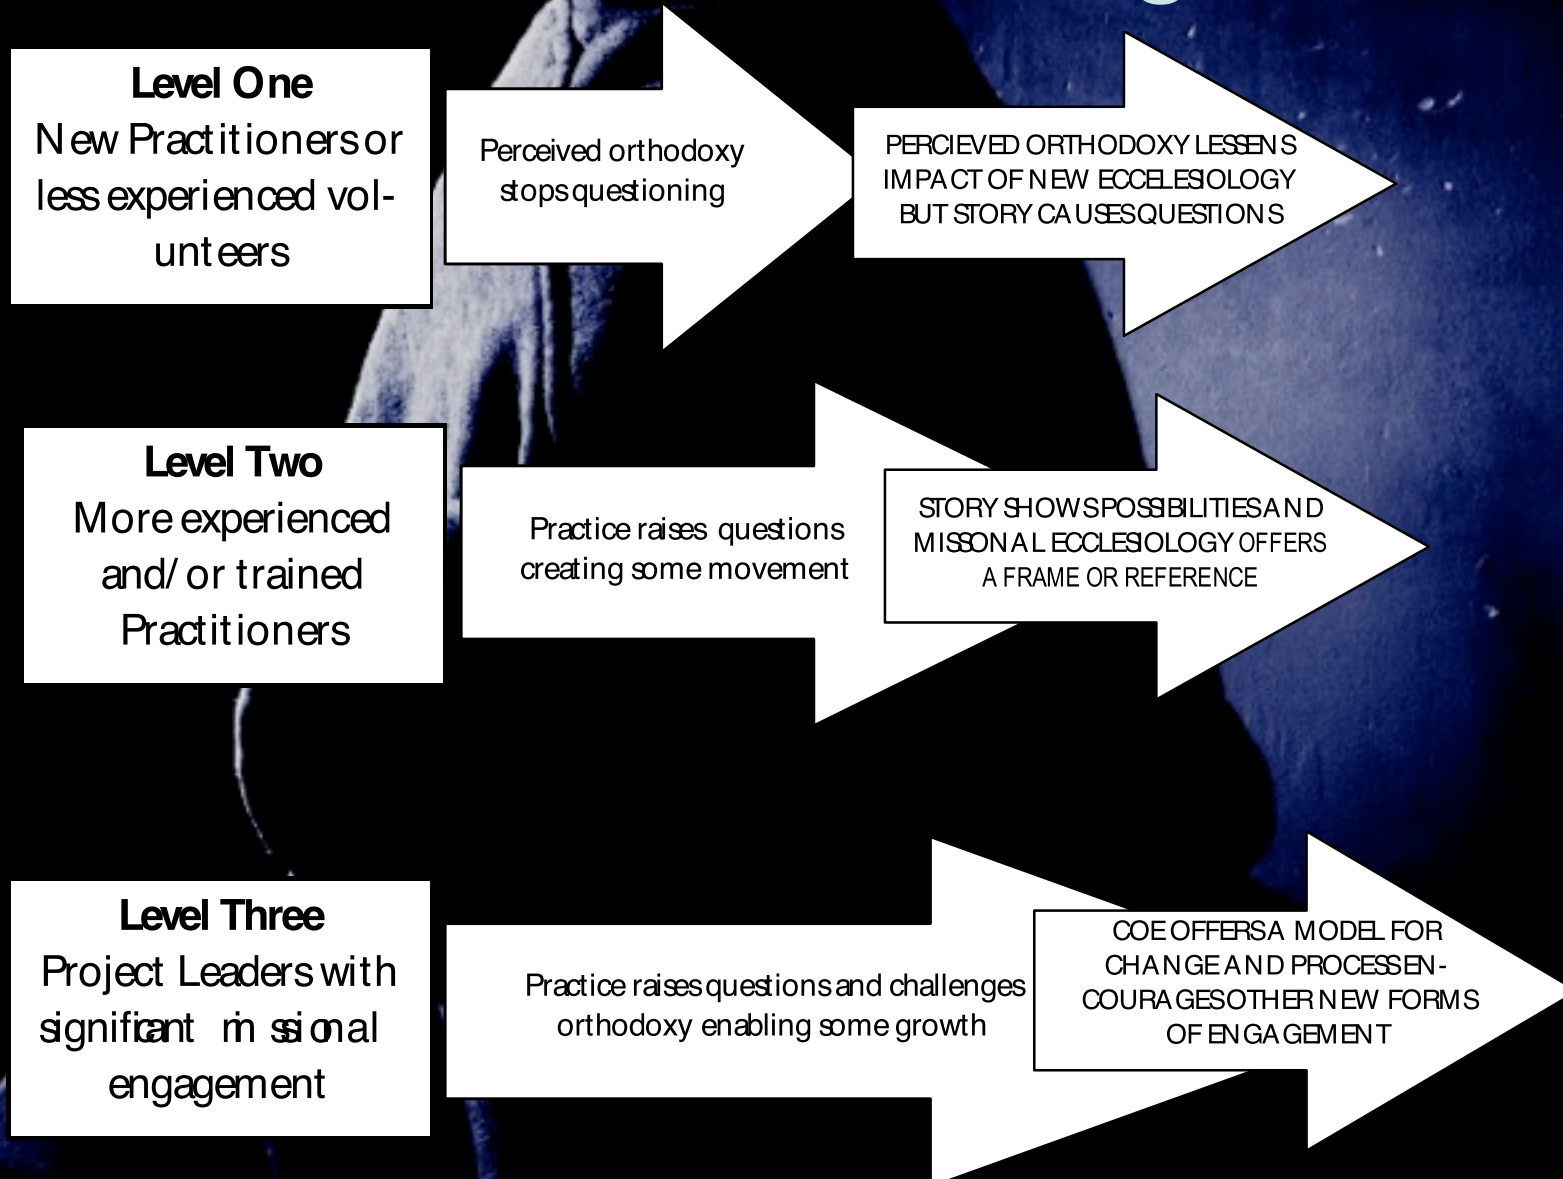 Level One
New Practitioners or
less experienced vol-
unteers
Perceived orthodoxy
stops questioning
PERCIEVED ORTHODOXY LESSENS
IMPACT OF NEW ECCELESIOLOGY
BUT STORY CAUSES QUESTIONS
Level Two
More experienced
and/or trained
Practitioners
Practice raises questions
creating some movement
STORY SHOWS POSSIBILITIES AND
MISSONAL ECCLESIOLOGY OFFERS
A FRAME OR REFERENCE
Level Three
Project Leaders with
significant missional
engagement
Practice raises questions and challenges
orthodoxy enabling some growth
COE OFFERS A MODEL FOR
CHANGE AND PROCESS EN-
COURAGES OTHER NEW FORMS
OF ENGAGEMENT